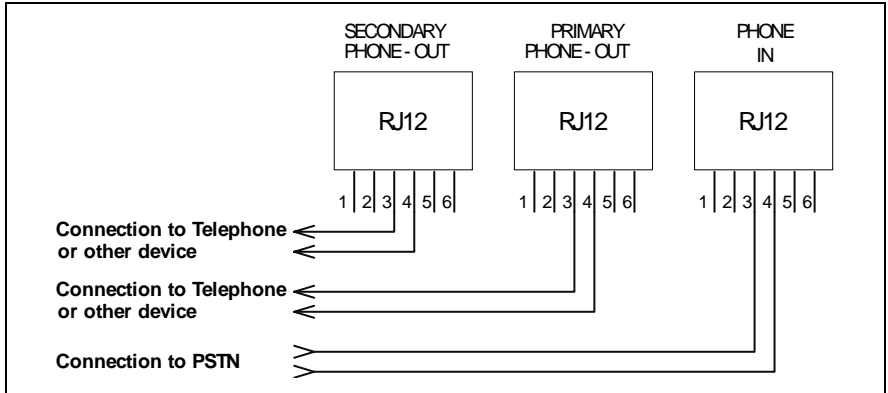 SECONDARY
PHONE - OUT
PRIMARY
PHONE - OUT
PHONE
IN
RJ12
RJ12
RJ12
1 2 3 4 5 6
1 2 3 4 5 6
1 2 3 4 5 6
Connection to Telephone
or other device
Connection to Telephone
or other device
Connection to PSTN